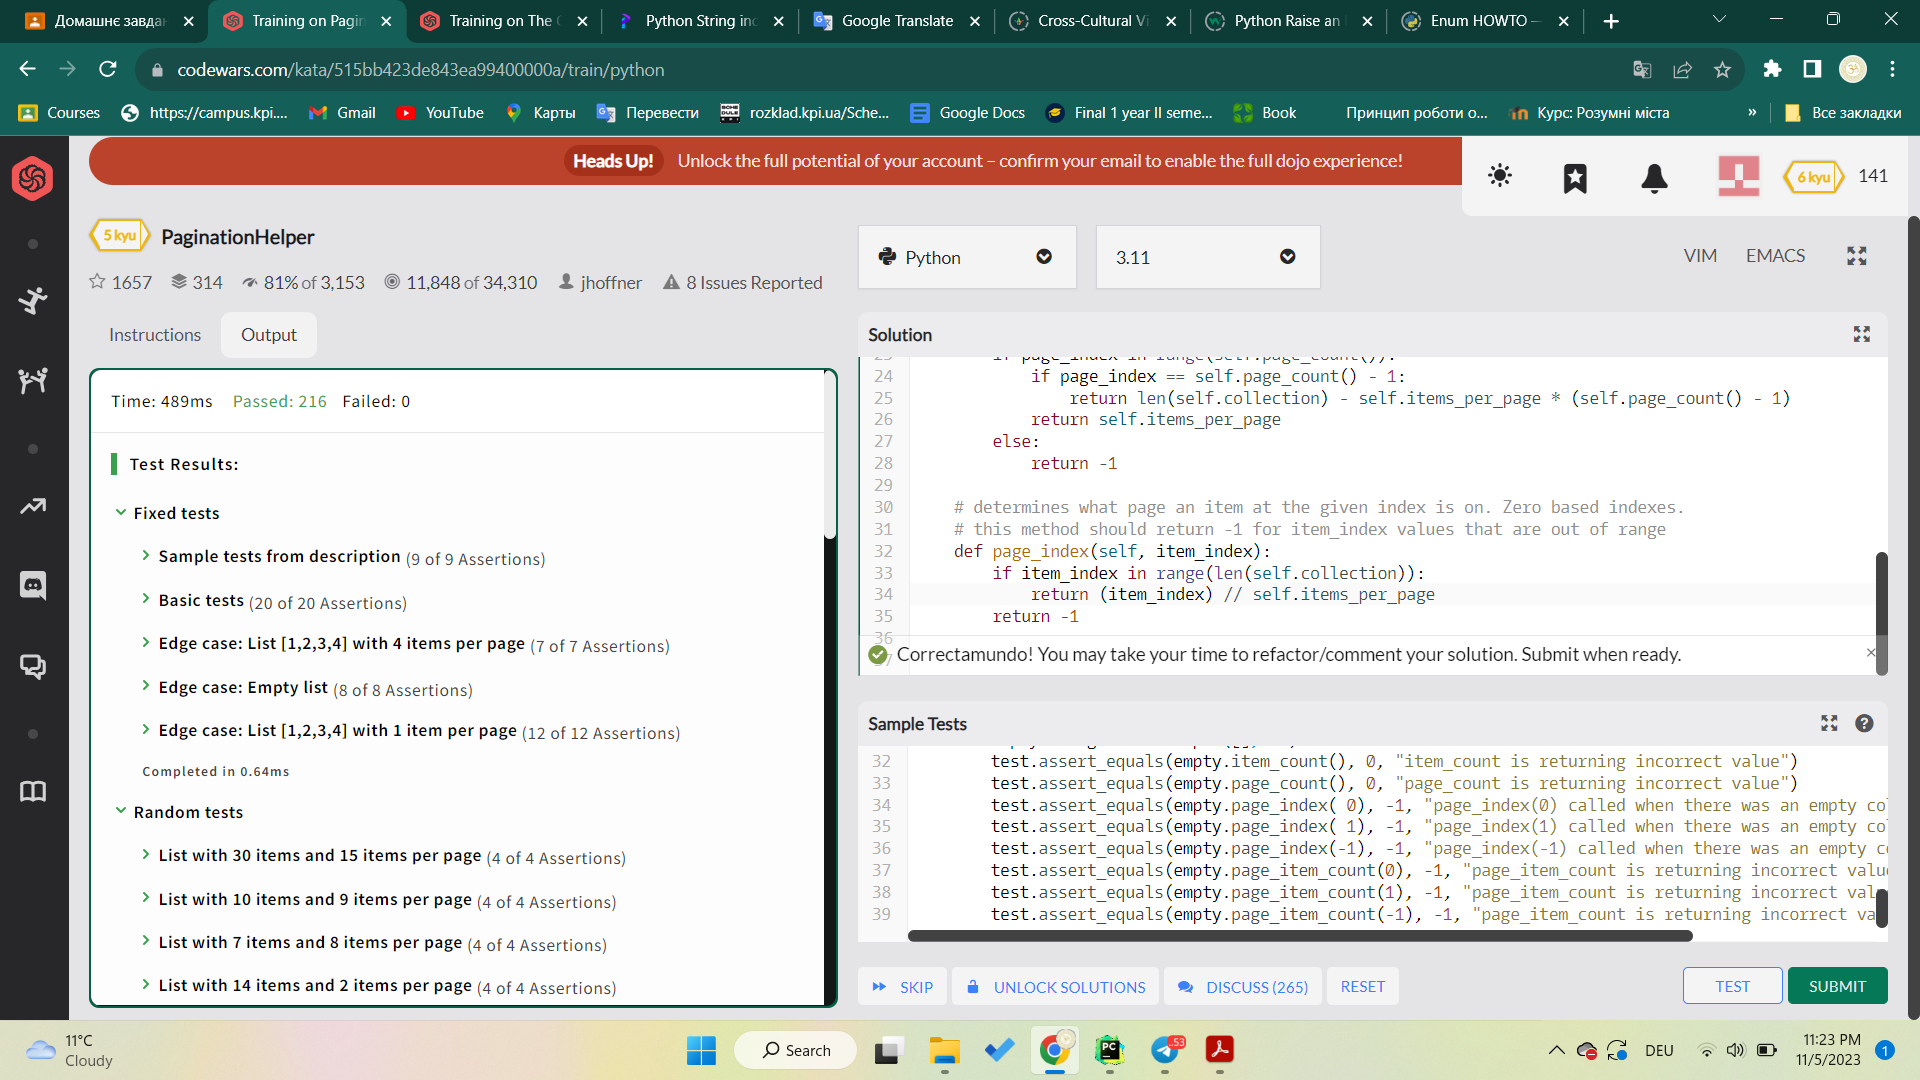 Домашнє завда
Training on Pagin
Training on The
Python String in
Google Translate
Cross-Cultural Vi
Python Raise an
Enum HOWTO —
codewars.com/kata/515bb423de843ea99400000a/train/python
Courses
https://campus.kpi....
Gmail
YouTube
Карты
Перевести
rozklad.kpi.ua/Sche...
Google Docs
Final 1 year II seme...
Book
Принцип роботи о...
Курс: Розумні міста
»
Все закладки
Heads Up! Unlock the full potential of your account – confirm your email to enable the full dojo experience!
6 kyu
141
5 kyu
PaginationHelper
1657
314
81% of 3,153
11,848 of 34,310
jhoffner
8 Issues Reported
Python
3.11
VIM
EMACS
Instructions
Output
Time: 489ms Passed: 216 Failed: 0
Test Results:
Fixed tests
Sample tests from description (9 of 9 Assertions)
Basic tests (20 of 20 Assertions)
Edge case: List [1,2,3,4] with 4 items per page (7 of 7 Assertions)
Edge case: Empty list (8 of 8 Assertions)
Edge case: List [1,2,3,4] with 1 item per page (12 of 12 Assertions)
Completed in 0.64ms
Random tests
List with 30 items and 15 items per page (4 of 4 Assertions)
List with 10 items and 9 items per page (4 of 4 Assertions)
List with 7 items and 8 items per page (4 of 4 Assertions)
List with 14 items and 2 items per page (4 of 4 Assertions)
Solution
if page_index in range(self.page_count()):
24 if page_index == self.page_count() - 1:
25 return len(self.collection) - self.items_per_page * (self.page_count() - 1)
26 return self.items_per_page
27 else:
28 return -1
29
30 # determines what page an item at the given index is on. Zero based indexes.
31 # this method should return -1 for item_index values that are out of range
32 def page_index(self, item_index):
33 if item_index in range(len(self.collection)):
34 return (item_index) // self.items_per_page
35 return -1
36
Correctamundo! You may take your time to refactor/comment your solution. Submit when ready.
Sample Tests
32 test.assert_equals(empty.item_count(), 0, "item_count is returning incorrect value")
33 test.assert_equals(empty.page_count(), 0, "page_count is returning incorrect value")
34 test.assert_equals(empty.page_index( 0), -1, "page_index(0) called when there was an empty co
35 test.assert_equals(empty.page_index( 1), -1, "page_index(1) called when there was an empty co
36 test.assert_equals(empty.page_index(-1), -1, "page_index(-1) called when there was an empty c
37 test.assert_equals(empty.page_item_count(0), -1, "page_item_count is returning incorrect valu
38 test.assert_equals(empty.page_item_count(1), -1, "page_item_count is returning incorrect val
39 test.assert_equals(empty.page_item_count(-1), -1, "page_item_count is returning incorrect va
SKIP
UNLOCK SOLUTIONS
DISCUSS (265)
RESET
TEST
SUBMIT
11°C
Cloudy
Search
PC
53
DEU
11:23 PM
11/5/2023
1